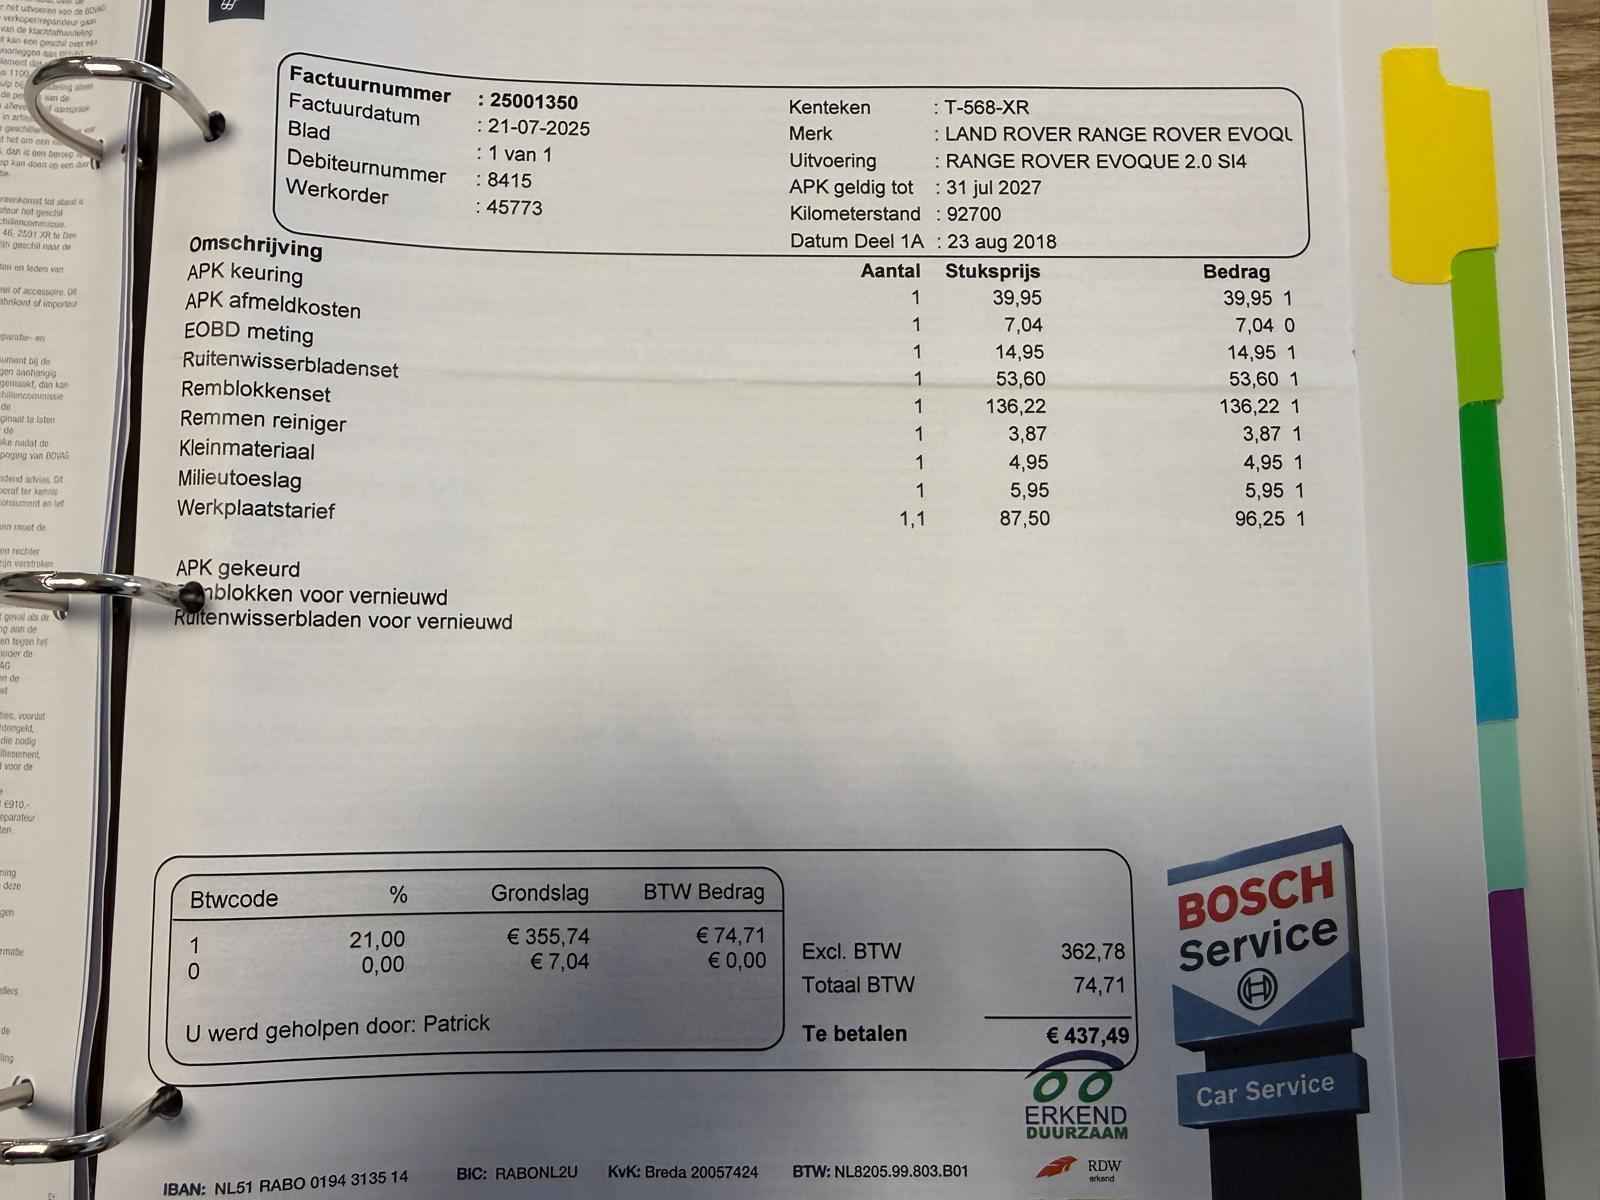 Factuurnummer : 25001350
Factuurdatum : 21-07-2025
Blad : 1 van 1
Debiteurnummer : 8415
Werkorder : 45773
Kenteken : T-568-XR
Merk : LAND ROVER RANGE ROVER EVOQU
Uitvoering : RANGE ROVER EVOQUE 2.0 SI4
APK geldig tot : 31 jul 2027
Kilometerstand : 92700
Datum Deel 1A : 23 aug 2018
Omschrijving Aantal Stuksprijs Bedrag
APK keuring 1 39,95 39,95 1
APK afmeldkosten 1 7,04 7,04 0
EOBD meting 1 14,95 14,95 1
Ruitenwisserbladenset 1 53,60 53,60 1
Remblokkenset 1 136,22 136,22 1
Remmen reiniger 1 3,87 3,87 1
Kleinmateriaal 1 4,95 4,95 1
Milieutoeslag 1 5,95 5,95 1
Werkplaatstarief 1,1 87,50 96,25 1
APK gekeurd
nblokken voor vernieuwd
Ruitenwisserbladen voor vernieuwd
Btwcode % Grondslag BTW Bedrag
1 21,00 € 355,74 € 74,71
0 0,00 € 7,04 € 0,00
U werd geholpen door: Patrick
Excl. BTW 362,78
Totaal BTW 74,71
Te betalen € 437,49
BOSCH
Service
Car Service
ERKEND
DUURZAAM
RDW
erkend
IBAN: NL51 RABO 0194 3135 14 BIC: RABONL2U KvK: Breda 20057424 BTW: NL8205.99.803.B01